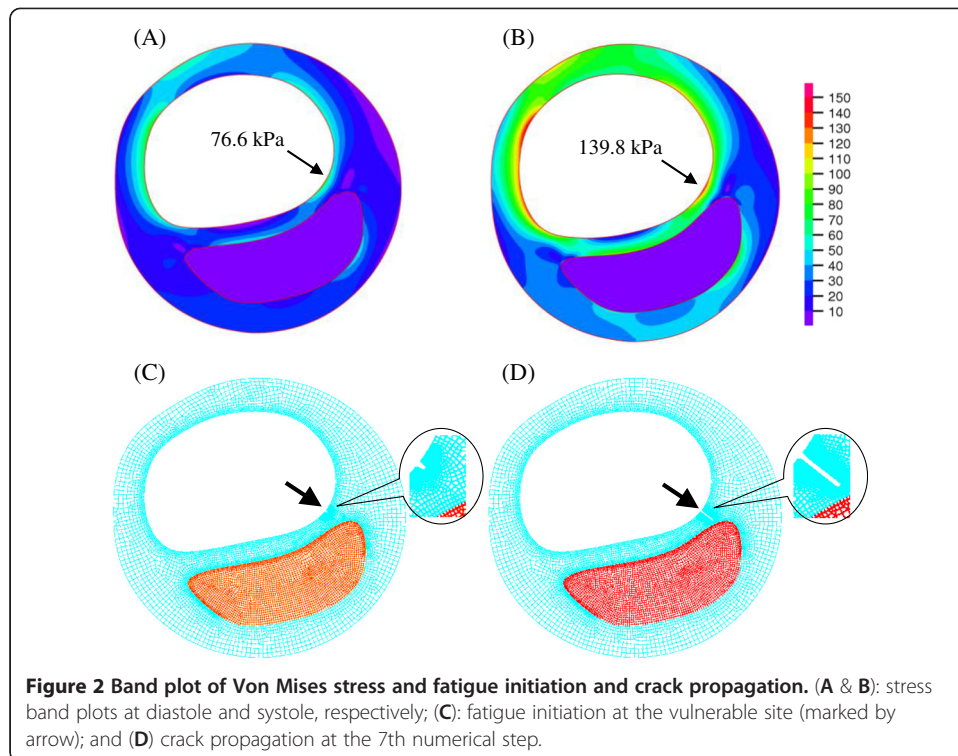 (A)
(B)
76.6 kPa
139.8 kPa
150
130
120
110
100
90
80
70
60
50
40
30
20
10
(C)
(D)
Figure 2 Band plot of Von Mises stress and fatigue initiation and crack propagation. (A & B): stress
band plots at diastole and systole, respectively; (C): fatigue initiation at the vulnerable site (marked by
arrow); and (D) crack propagation at the 7th numerical step.